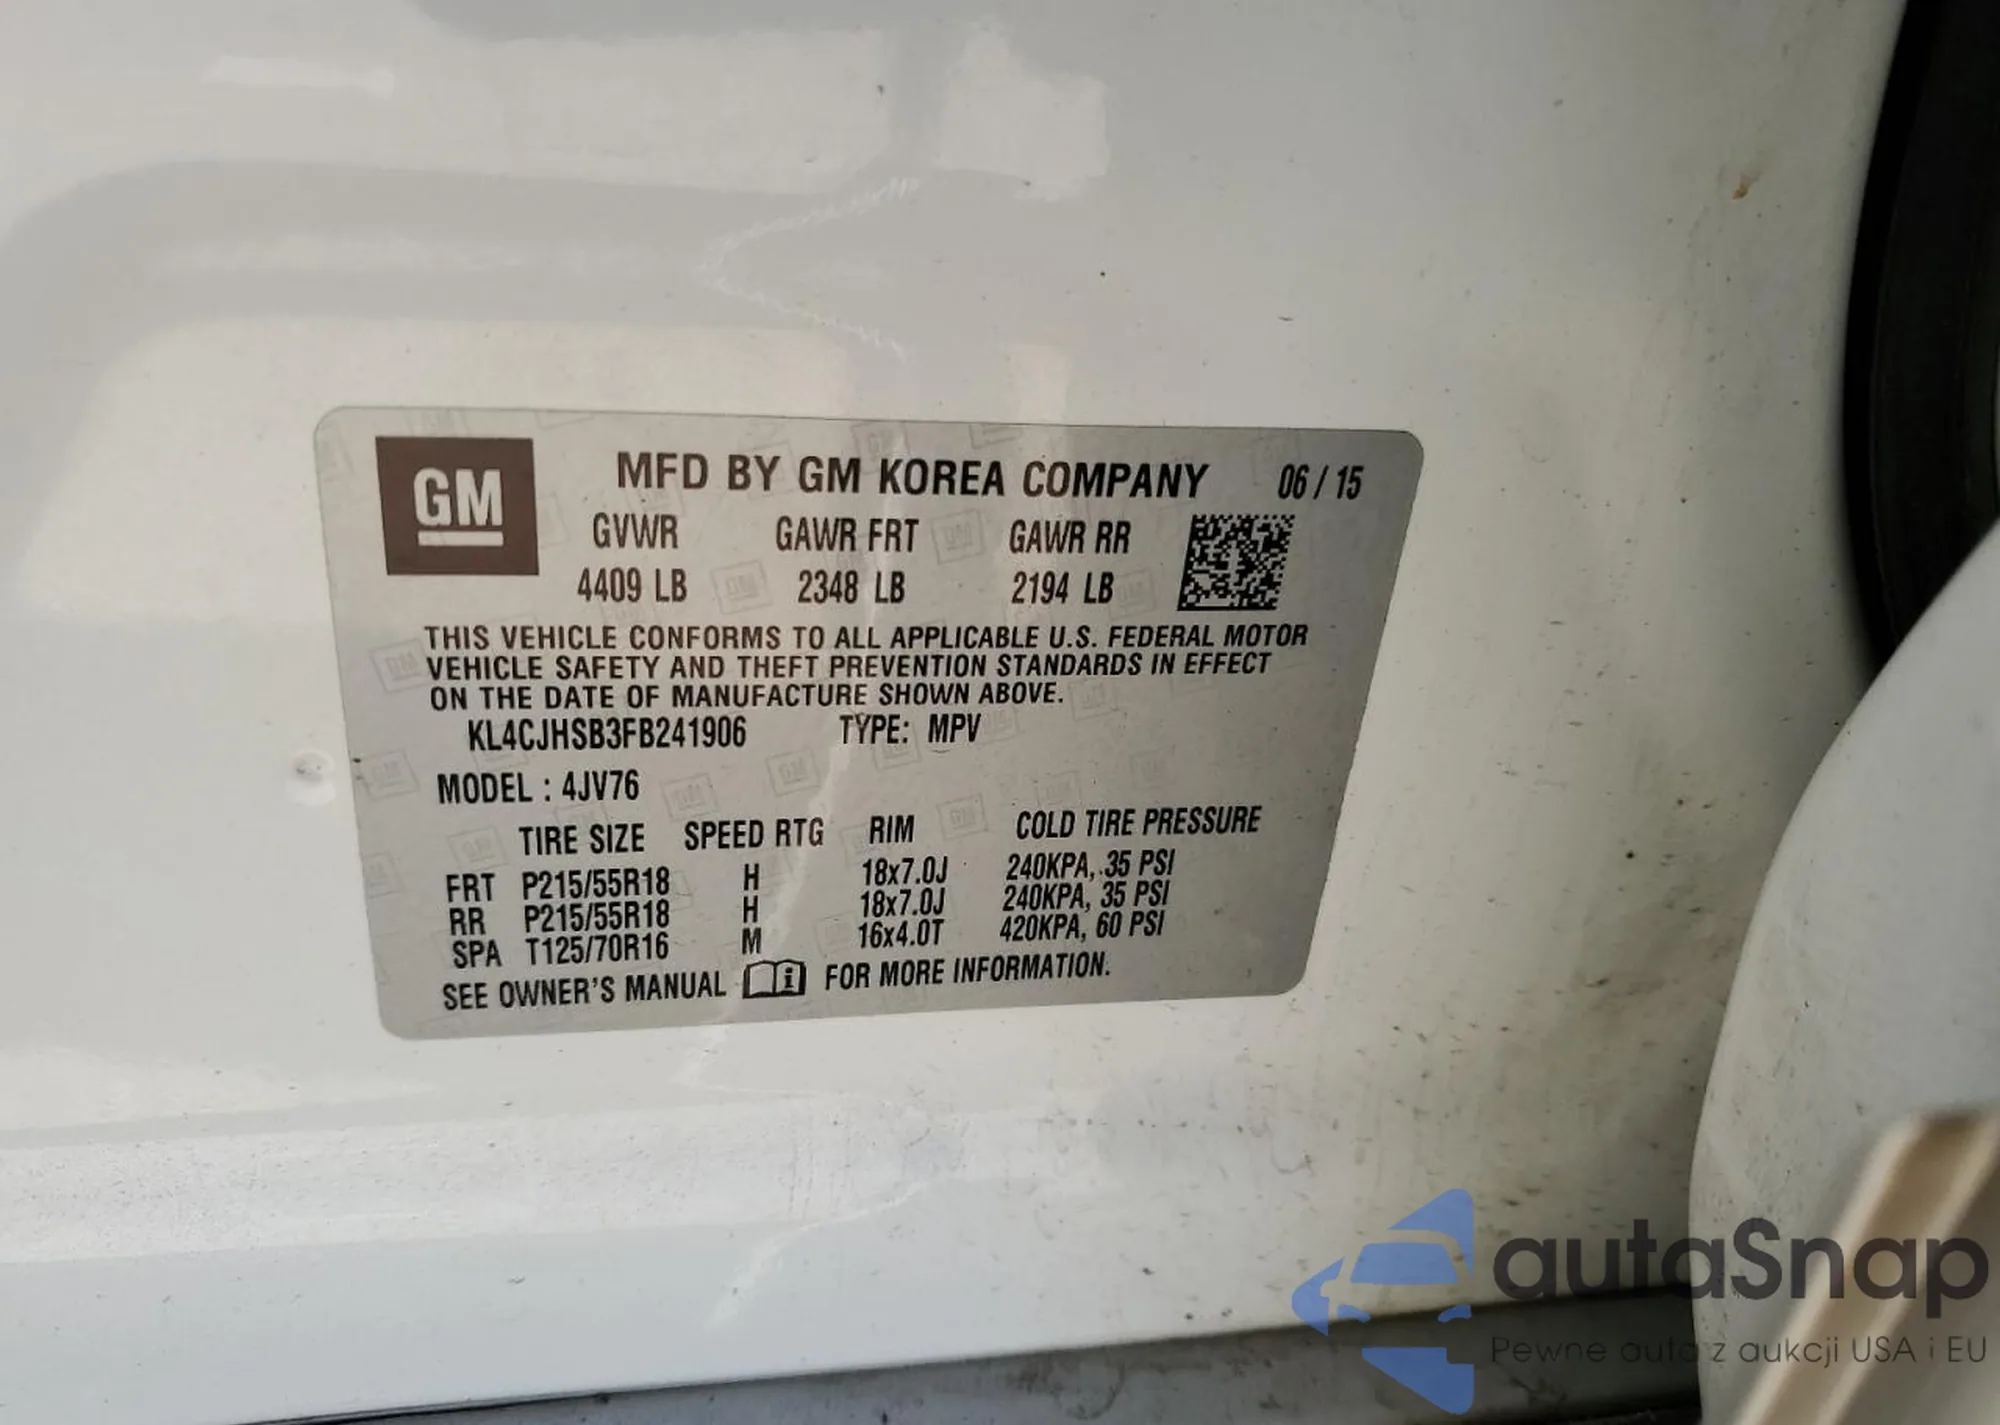 GM
MFD BY GM KOREA COMPANY 06 / 15
GVWR GAWR FRT GAWR RR
4409 LB 2348 LB 2194 LB
THIS VEHICLE CONFORMS TO ALL APPLICABLE U.S. FEDERAL MOTOR
VEHICLE SAFETY AND THEFT PREVENTION STANDARDS IN EFFECT
ON THE DATE OF MANUFACTURE SHOWN ABOVE.
KL4CJHSB3FB241906 TYPE: MPV
MODEL : 4JV76
TIRE SIZE SPEED RTG RIM COLD TIRE PRESSURE
FRT P215/55R18 H 18x7.0J 240KPA, 35 PSI
RR P215/55R18 H 18x7.0J 240KPA, 35 PSI
SPA T125/70R16 M 16x4.0T 420KPA, 60 PSI
SEE OWNER'S MANUAL i FOR MORE INFORMATION.
autaSnap
Pewne auta z aukcji USA i EU